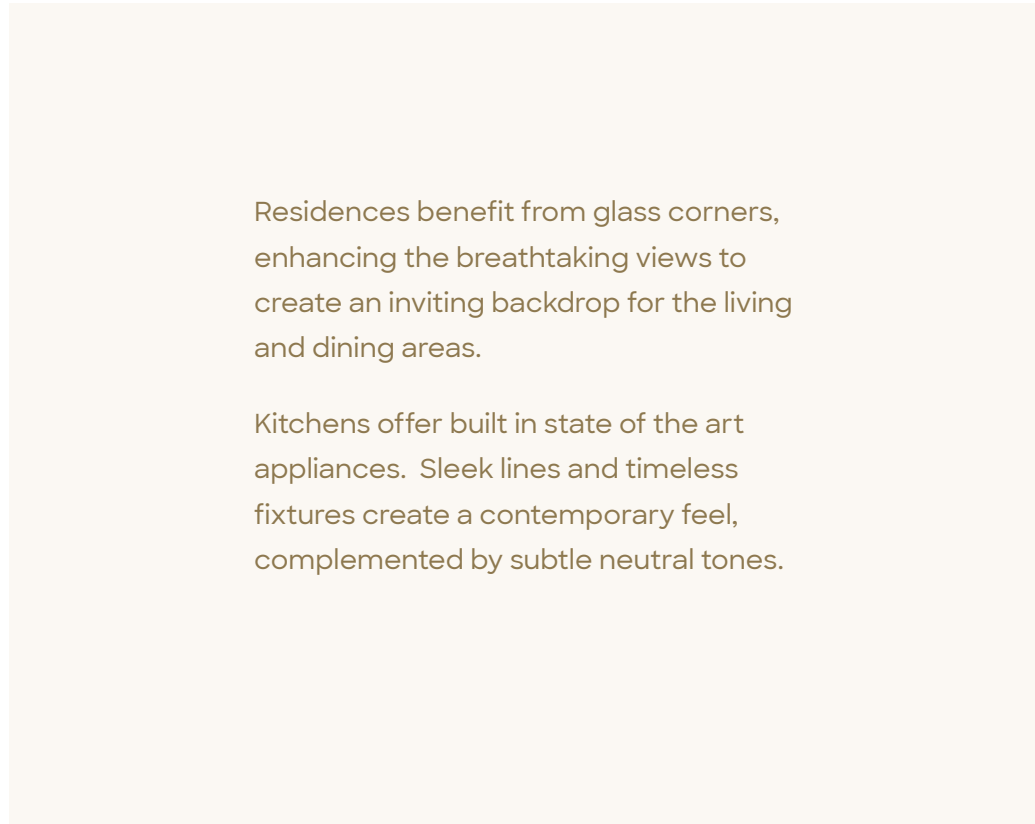 Residences benefit from glass corners,
enhancing the breathtaking views to
create an inviting backdrop for the living
and dining areas.
Kitchens offer built in state of the art
appliances.  Sleek lines and timeless
fixtures create a contemporary feel,
complemented by subtle neutral tones.